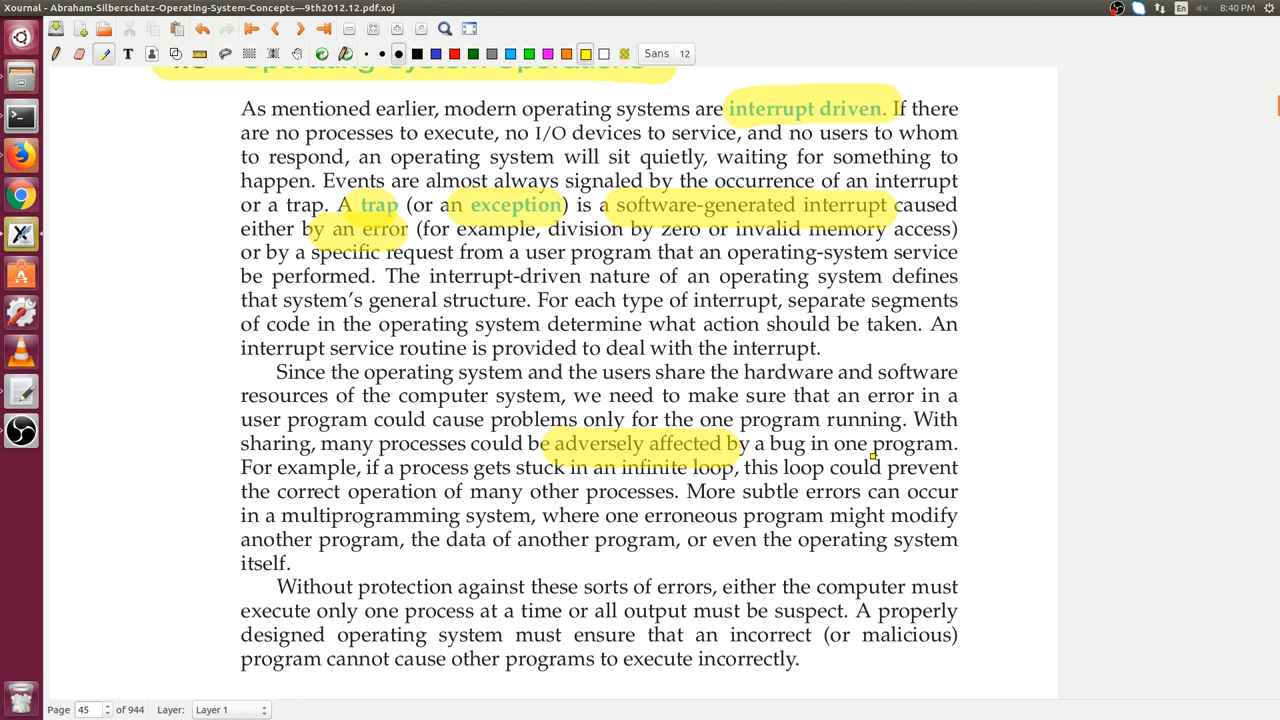 Xournal - Abraham-Silberschatz-Operating-System-Concepts---9th2012.12.pdf.xoj
En
8:40 PM
Sans 12
Operating-System Operations
As mentioned earlier, modern operating systems are interrupt driven. If there
are no processes to execute, no I/O devices to service, and no users to whom
to respond, an operating system will sit quietly, waiting for something to
happen. Events are almost always signaled by the occurrence of an interrupt
or a trap. A trap (or an exception) is a software-generated interrupt caused
either by an error (for example, division by zero or invalid memory access)
or by a specific request from a user program that an operating-system service
be performed. The interrupt-driven nature of an operating system defines
that system's general structure. For each type of interrupt, separate segments
of code in the operating system determine what action should be taken. An
interrupt service routine is provided to deal with the interrupt.
Since the operating system and the users share the hardware and software
resources of the computer system, we need to make sure that an error in a
user program could cause problems only for the one program running. With
sharing, many processes could be adversely affected by a bug in one program.
For example, if a process gets stuck in an infinite loop, this loop could prevent
the correct operation of many other processes. More subtle errors can occur
in a multiprogramming system, where one erroneous program might modify
another program, the data of another program, or even the operating system
itself.
Without protection against these sorts of errors, either the computer must
execute only one process at a time or all output must be suspect. A properly
designed operating system must ensure that an incorrect (or malicious)
program cannot cause other programs to execute incorrectly.
Page 45 of 944 Layer: Layer 1